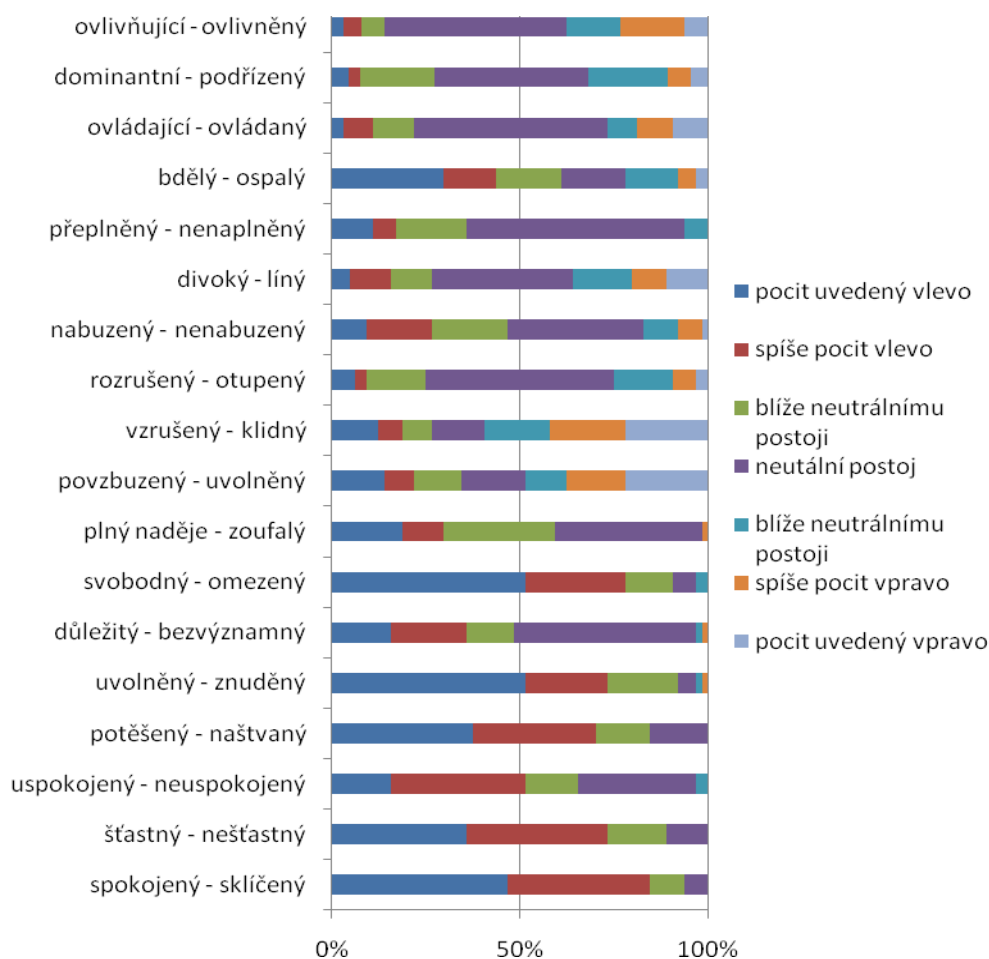 ovlivňující - ovlivněný
dominantní - podřízený
ovládající - ovládaný
bdělý - ospalý
přeplněný - nenaplněný
divoký - líný
nabuzený - nenabuzený
rozrušený - otupený
vzrušený - klidný
povzbuzený - uvolněný
plný naděje - zoufalý
svobodný - omezený
důležitý - bezvýznamný
uvolněný - znuděný
potěšený - naštvaný
uspokojený - neuspokojený
šťastný - nešťastný
spokojený - sklíčený
0%
50%
100%
pocit uvedený vlevo
spíše pocit vlevo
blíže neutrálnímu
postoji
neutální postoj
blíže neutrálnímu
postoji
spíše pocit vpravo
pocit uvedený vpravo